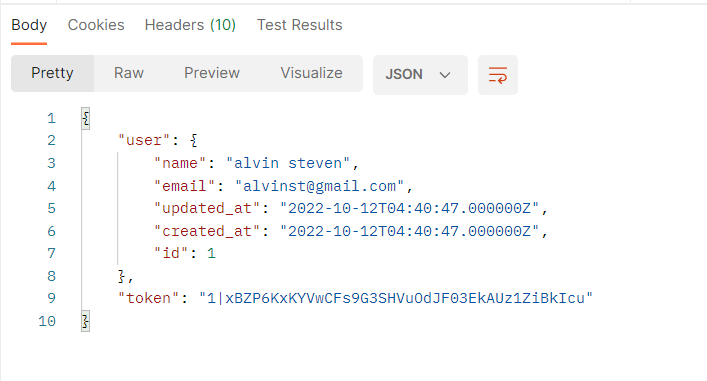 Body Cookies Headers (10) Test Results
Pretty Raw Preview Visualize JSON
1 {
2 "user": {
3 "name": "alvin steven",
4 "email": "alvinst@gmail.com",
5 "updated_at": "2022-10-12T04:40:47.000000Z",
6 "created_at": "2022-10-12T04:40:47.000000Z",
7 "id": 1
8 },
9 "token": "1|xBZP6KxKYVwCFs9G3SHVuOdJF03EkAUz1ZiBkIcu"
10 }